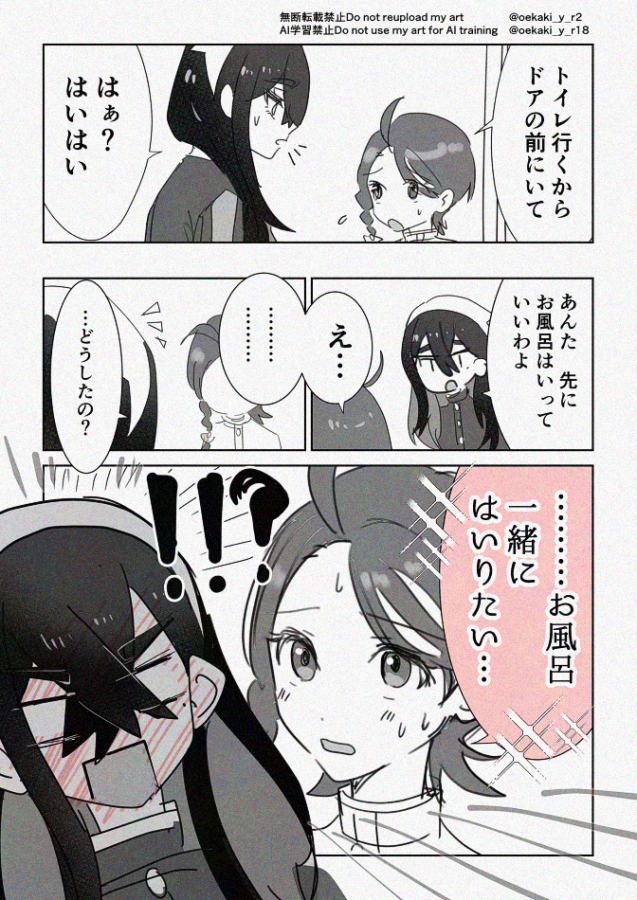 無断転載禁止Do not reupload my art @oekaki_y_r2
AI学習禁止Do not use my art for AI training @oekaki_y_r18
トイレ行くから
ドアの前にいて
はぁ？
はいはい
あんた 先に
お風呂はいって
いいわよ
え…
………
………
…どうしたの？
………お風呂
一緒に
はいりたい…
!!?